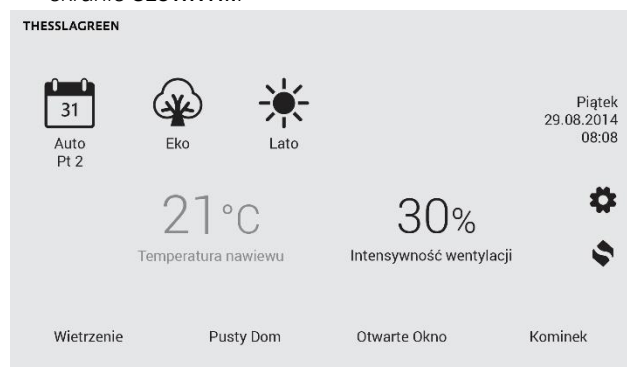 THESSLAGREEN
31
Auto
Pt 2
Eko
Lato
Piątek
29.08.2014
08:08
21°C
Temperatura nawiewu
30%
Intensywność wentylacji
Wietrzenie
Pusty Dom
Otwarte Okno
Kominek